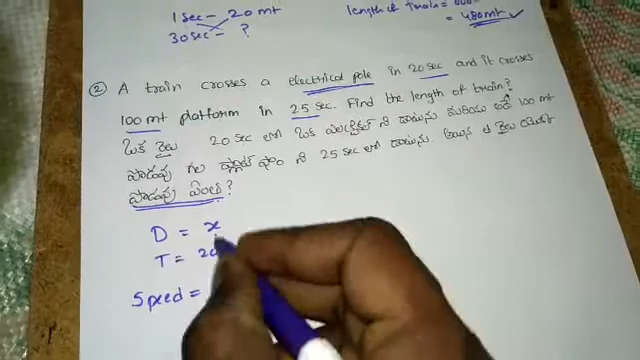 1 sec - 20 mt
30 sec - ?
length of train =
= 480 mt ✓
② A train crosses a electrical pole in 20 sec and it crosses
100 mt platform in 25 sec. Find the length of train?
ఒక రైలు 20 sec లో ఒక ని దాటును మరియు అదే 100 mt
పొడవు గల ప్లాట్ ఫాం ని 25 sec లో దాటును. అయిన ఆ రైలు యొక్క
పొడవు ఎంత?
D = x
T = 20
Speed =